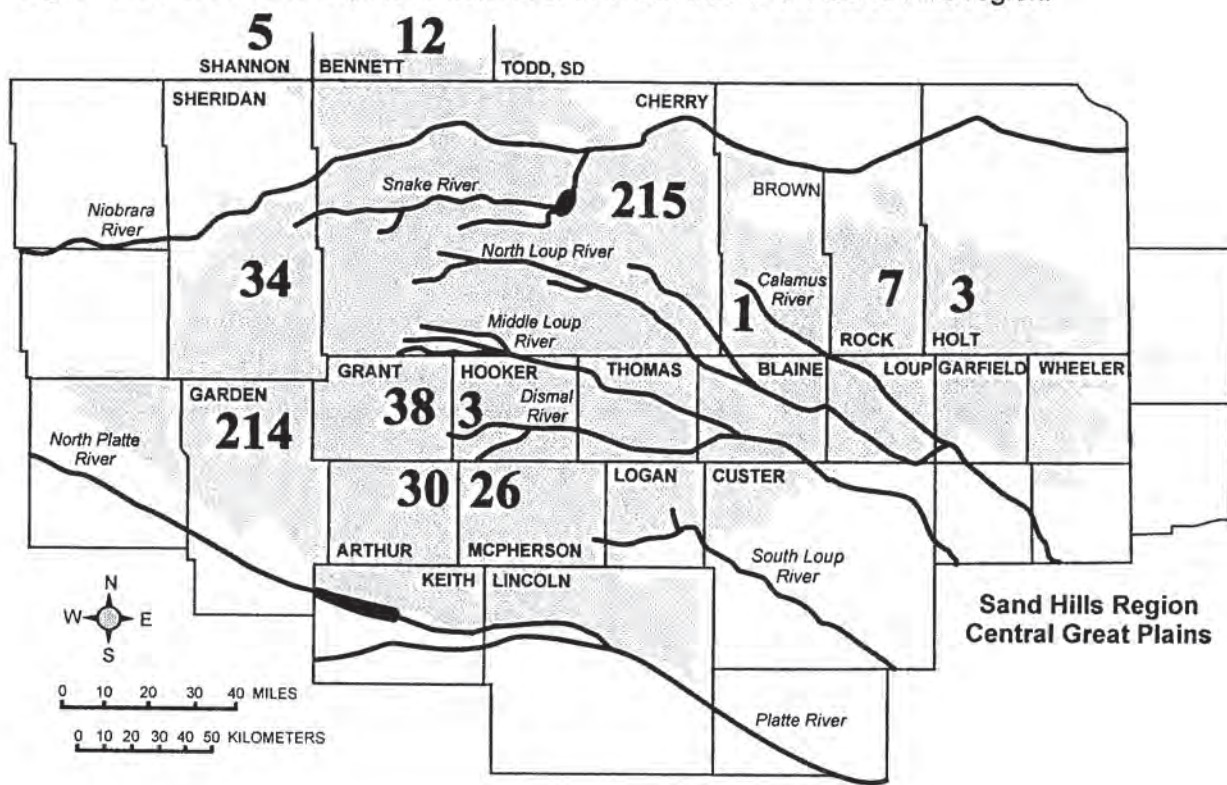 region.
5
12
SHANNON
BENNETT
TODD, SD
SHERIDAN
CHERRY
BROWN
Snake River
215
Niobrara
River
North Loup River
34
Calamus
River
7
3
1
Middle Loup
River
ROCK
HOLT
GRANT
HOOKER
THOMAS
BLAINE
LOUP
GARFIELD
WHEELER
GARDEN
38
3
Dismal
River
214
North Platte
River
30
26
LOGAN
CUSTER
ARTHUR
MCPHERSON
South Loup
River
KEITH
LINCOLN
N
W
E
S
Sand Hills Region
Central Great Plains
0 10 20 30 40 MILES
0 10 20 30 40 50 KILOMETERS
Platte River